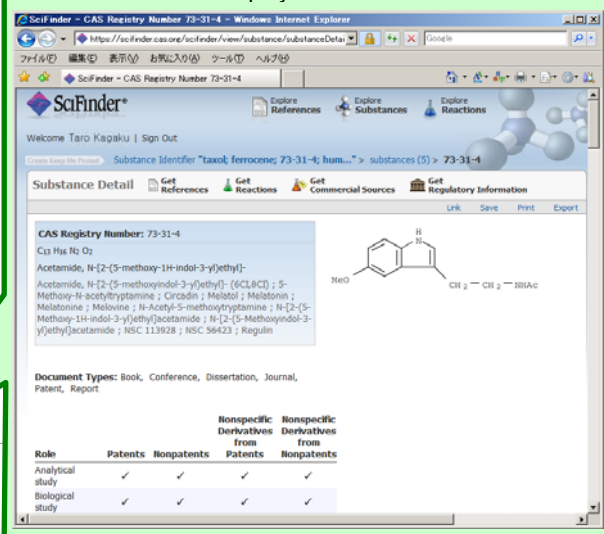 SciFinder - CAS Registry Number 73-31-4 - Windows Internet Explorer
https://scifinder.cas.org/scifinder/view/substance/substanceDetai
Google
ファイル(F) 編集(E) 表示(V) お気に入り(A) ツール(T) ヘルプ(H)
SciFinder - CAS Registry Number 73-31-4
SciFinder®
Explore References
Explore Substances
Explore Reactions
Welcome Taro Kagaku | Sign Out
Create Keep Me Posted Substance Identifier "taxol; ferrocene; 73-31-4; hum..." > substances (5) > 73-31-4
Substance Detail
Get References
Get Reactions
Get Commercial Sources
Get Regulatory Information
Link Save Print Export
CAS Registry Number: 73-31-4
C13 H16 N2 O2
Acetamide, N-[2-(5-methoxy-1H-indol-3-yl)ethyl]-
Acetamide, N-[2-(5-methoxyindol-3-yl)ethyl]- (6CI,8CI) ; 5-
Methoxy-N-acetyltryptamine ; Circadin ; Melatol ; Melatonin ;
Melatonine ; Melovine ; N-Acetyl-5-methoxytryptamine ; N-[2-(5-
Methoxy-1H-indol-3-yl)ethyl]acetamide ; N-[2-(5-Methoxyindol-3-
yl)ethyl]acetamide ; NSC 113928 ; NSC 56423 ; Regulin
H
N
MeO
CH2—CH2—NHAc
Document Types: Book, Conference, Dissertation, Journal,
Patent, Report
Role Patents Nonpatents Nonspecific Derivatives from Patents Nonspecific Derivatives from Nonpatents
Analytical study ✓ ✓ ✓ ✓
Biological study ✓ ✓ ✓ ✓